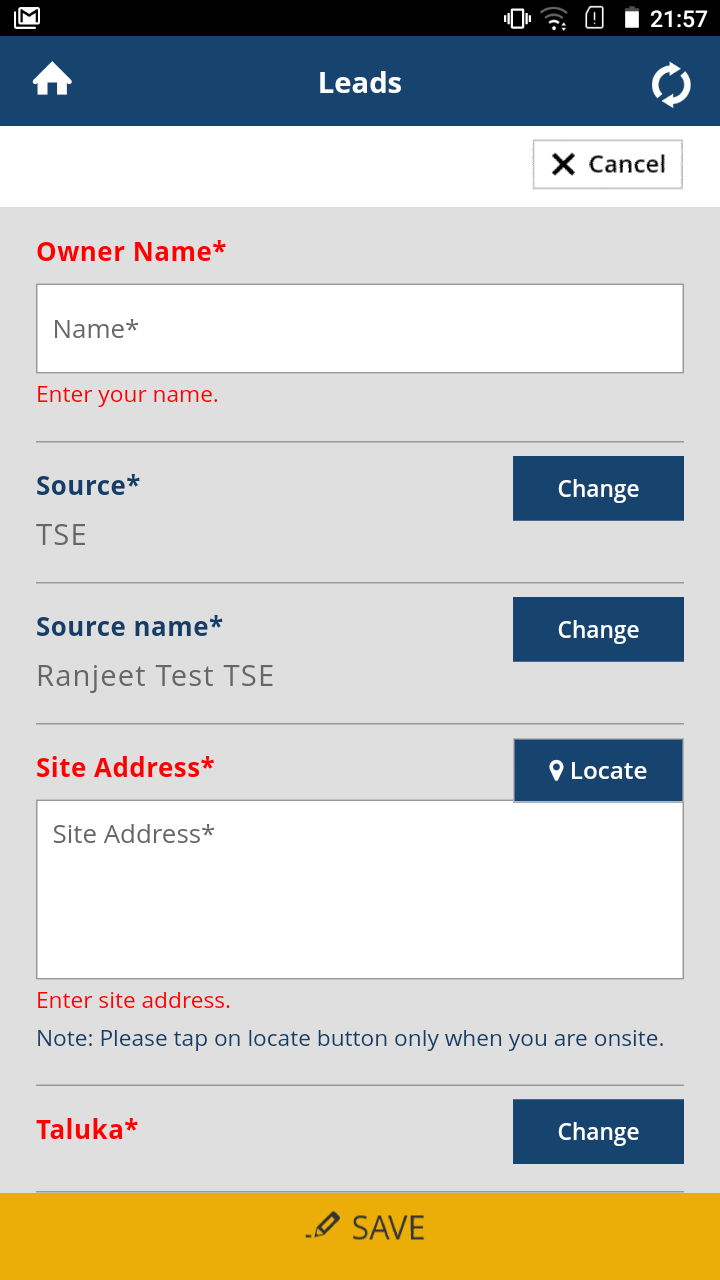 21:57
Leads
Cancel
Owner Name*
Name*
Enter your name.
Source*
Change
TSE
Source name*
Change
Ranjeet Test TSE
Site Address*
Locate
Site Address*
Enter site address.
Note: Please tap on locate button only when you are onsite.
Taluka*
Change
SAVE